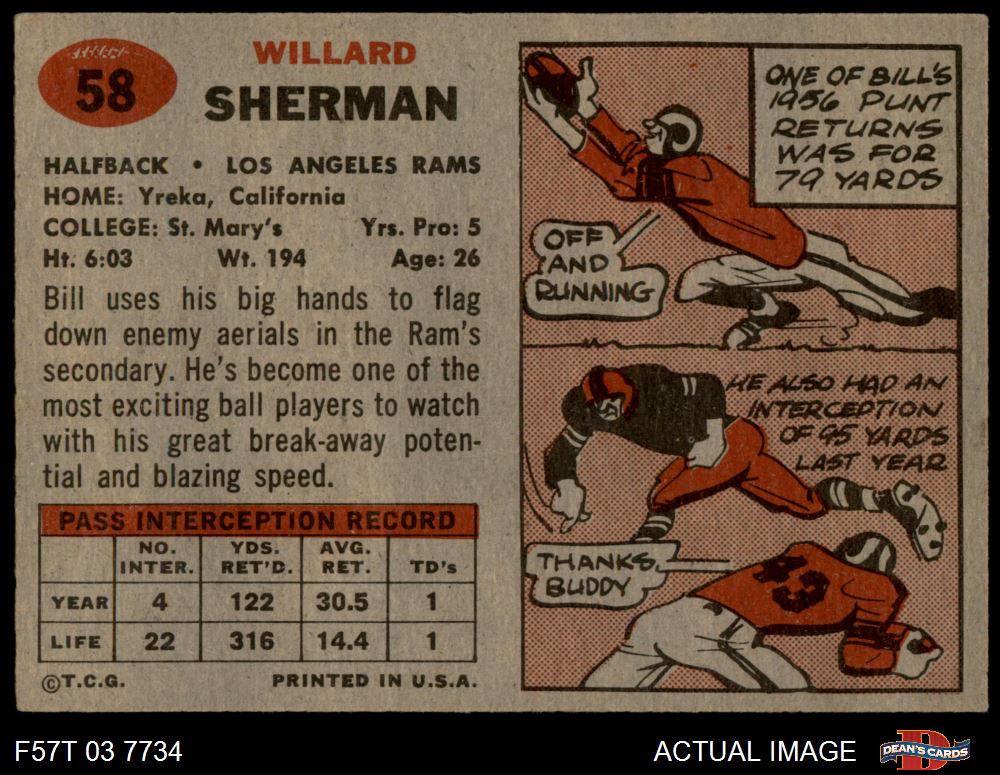 58
WILLARD
SHERMAN
HALFBACK • LOS ANGELES RAMS
HOME: Yreka, California
COLLEGE: St. Mary's Yrs. Pro: 5
Ht. 6:03 Wt. 194 Age: 26
Bill uses his big hands to flag
down enemy aerials in the Ram's
secondary. He's become one of the
most exciting ball players to watch
with his great break-away poten-
tial and blazing speed.
PASS INTERCEPTION RECORD
NO. INTER. YDS. RET'D. AVG. RET. TD's
YEAR 4 122 30.5 1
LIFE 22 316 14.4 1
©T.C.G. PRINTED IN U.S.A.
ONE OF BILL'S
1956 PUNT
RETURNS
WAS FOR
79 YARDS
OFF
AND
RUNNING
HE ALSO HAD AN
INTERCEPTION
OF 95 YARDS
LAST YEAR
THANKS,
BUDDY
43
F57T 03 7734
ACTUAL IMAGE
D
DEAN'S CARDS